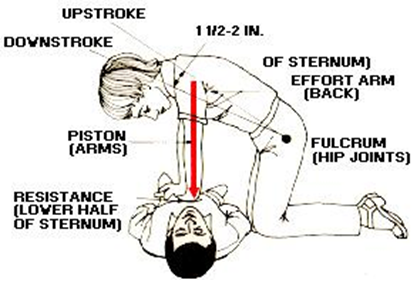 UPSTROKE
1 1/2-2 IN.
DOWNSTROKE
OF STERNUM)
EFFORT ARM
(BACK)
PISTON
(ARMS)
FULCRUM
(HIP JOINTS)
RESISTANCE
(LOWER HALF
OF STERNUM)